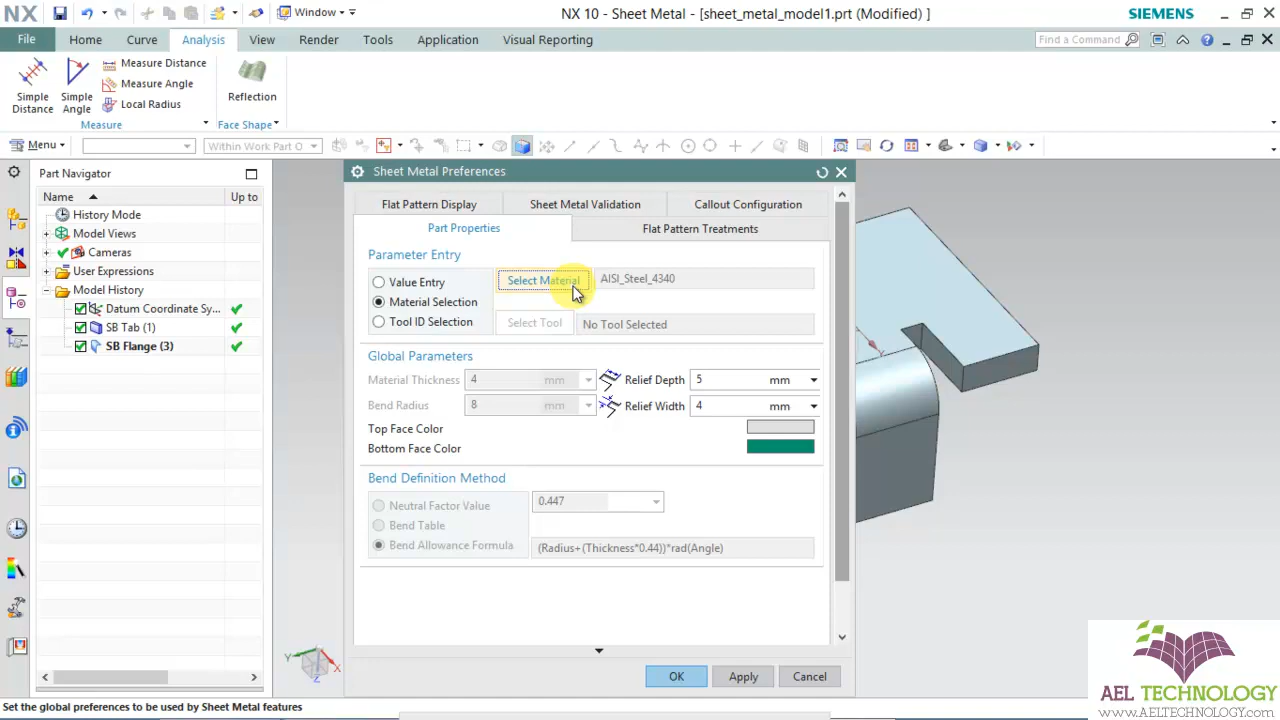 NX
Window
NX 10 - Sheet Metal - [sheet_metal_model1.prt (Modified) ]
SIEMENS
File
Home
Curve
Analysis
View
Render
Tools
Application
Visual Reporting
Find a Command
Simple Distance
Simple Angle
Measure Distance
Measure Angle
Local Radius
Measure
Reflection
Face Shape
Menu
Within Work Part O
Part Navigator
Name
Up to
History Mode
Model Views
Cameras
User Expressions
Model History
Datum Coordinate Sy...
SB Tab (1)
SB Flange (3)
Sheet Metal Preferences
Flat Pattern Display
Sheet Metal Validation
Callout Configuration
Part Properties
Flat Pattern Treatments
Parameter Entry
Value Entry
Material Selection
Tool ID Selection
Select Material
AISI_Steel_4340
Select Tool
No Tool Selected
Global Parameters
Material Thickness 4 mm
Relief Depth 5 mm
Bend Radius 8 mm
Relief Width 4 mm
Top Face Color
Bottom Face Color
Bend Definition Method
Neutral Factor Value
0.447
Bend Table
Bend Allowance Formula
(Radius+(Thickness*0.44))*rad(Angle)
OK
Apply
Cancel
Y
X
Z
Set the global preferences to be used by Sheet Metal features
AEL TECHNOLOGY
www.AELTECHNOLOGY.com